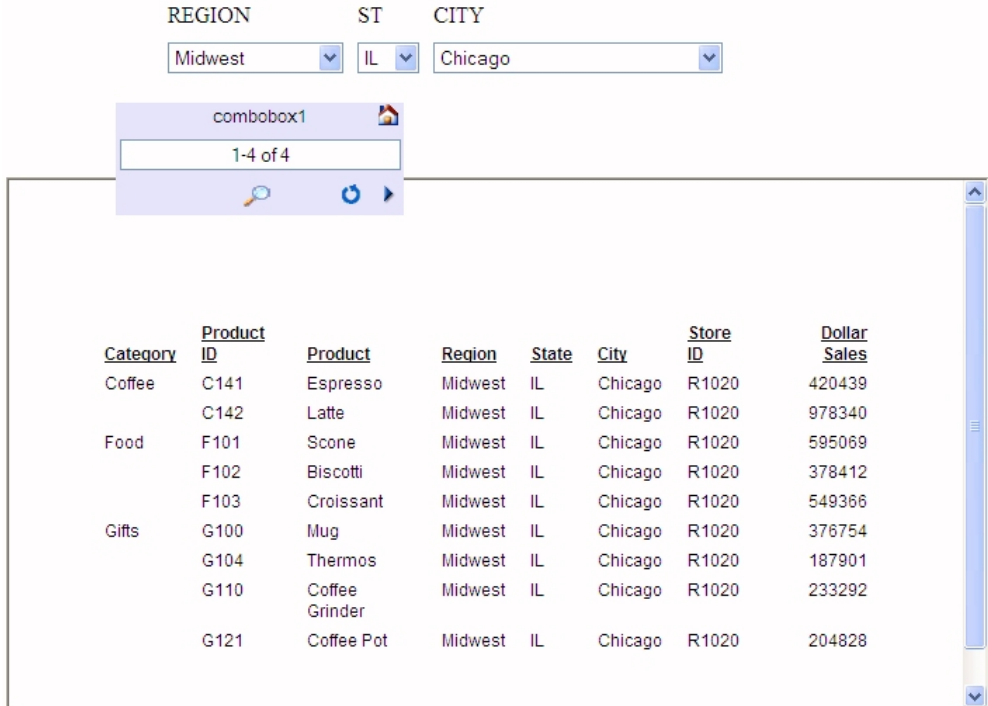 REGION ST CITY
Midwest IL Chicago
combobox1
1-4 of 4
Product Store Dollar
Category ID Product Region State City ID Sales
Coffee C141 Espresso Midwest IL Chicago R1020 420439
C142 Latte Midwest IL Chicago R1020 978340
Food F101 Scone Midwest IL Chicago R1020 595069
F102 Biscotti Midwest IL Chicago R1020 378412
F103 Croissant Midwest IL Chicago R1020 549366
Gifts G100 Mug Midwest IL Chicago R1020 376754
G104 Thermos Midwest IL Chicago R1020 187901
G110 Coffee Midwest IL Chicago R1020 233292
Grinder
G121 Coffee Pot Midwest IL Chicago R1020 204828